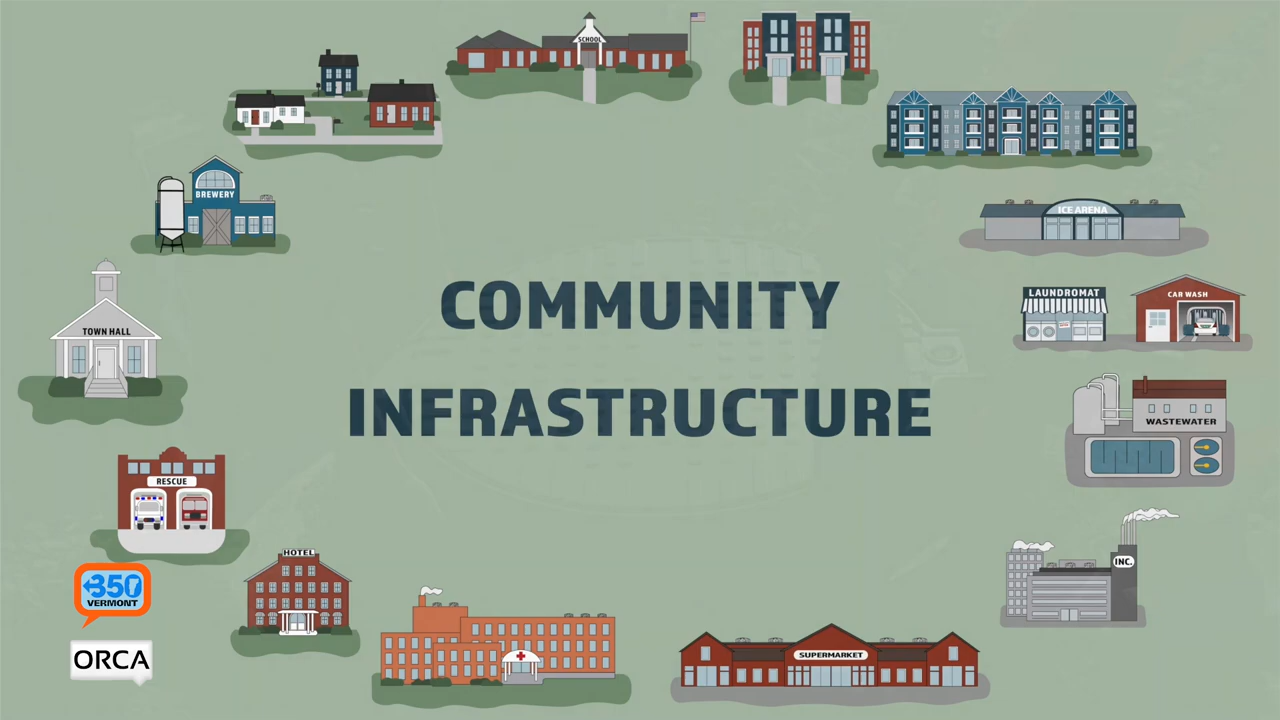 SCHOOL
BREWERY
ICE ARENA
LAUNDROMAT
CAR WASH
COMMUNITY
INFRASTRUCTURE
TOWN HALL
WASTEWATER
RESCUE
HOTEL
INC.
350
VERMONT
ORCA
SUPERMARKET